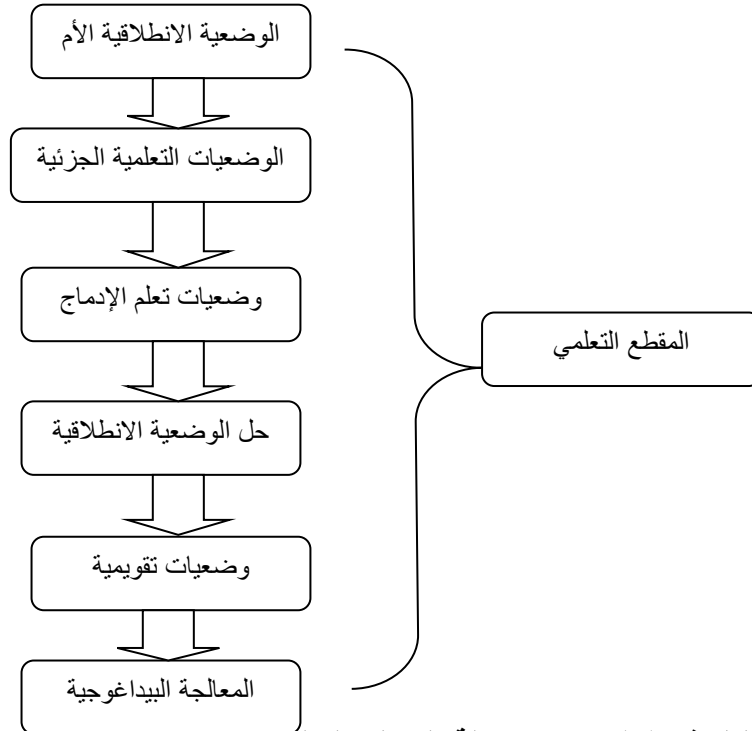 الوضعية الانطلاقية الأم
الوضعيات التعلمية الجزئية
وضعيات تعلم الإدماج
المقطع التعلمي
حل الوضعية الانطلاقية
وضعيات تقويمية
المعالجة البيداغوجية